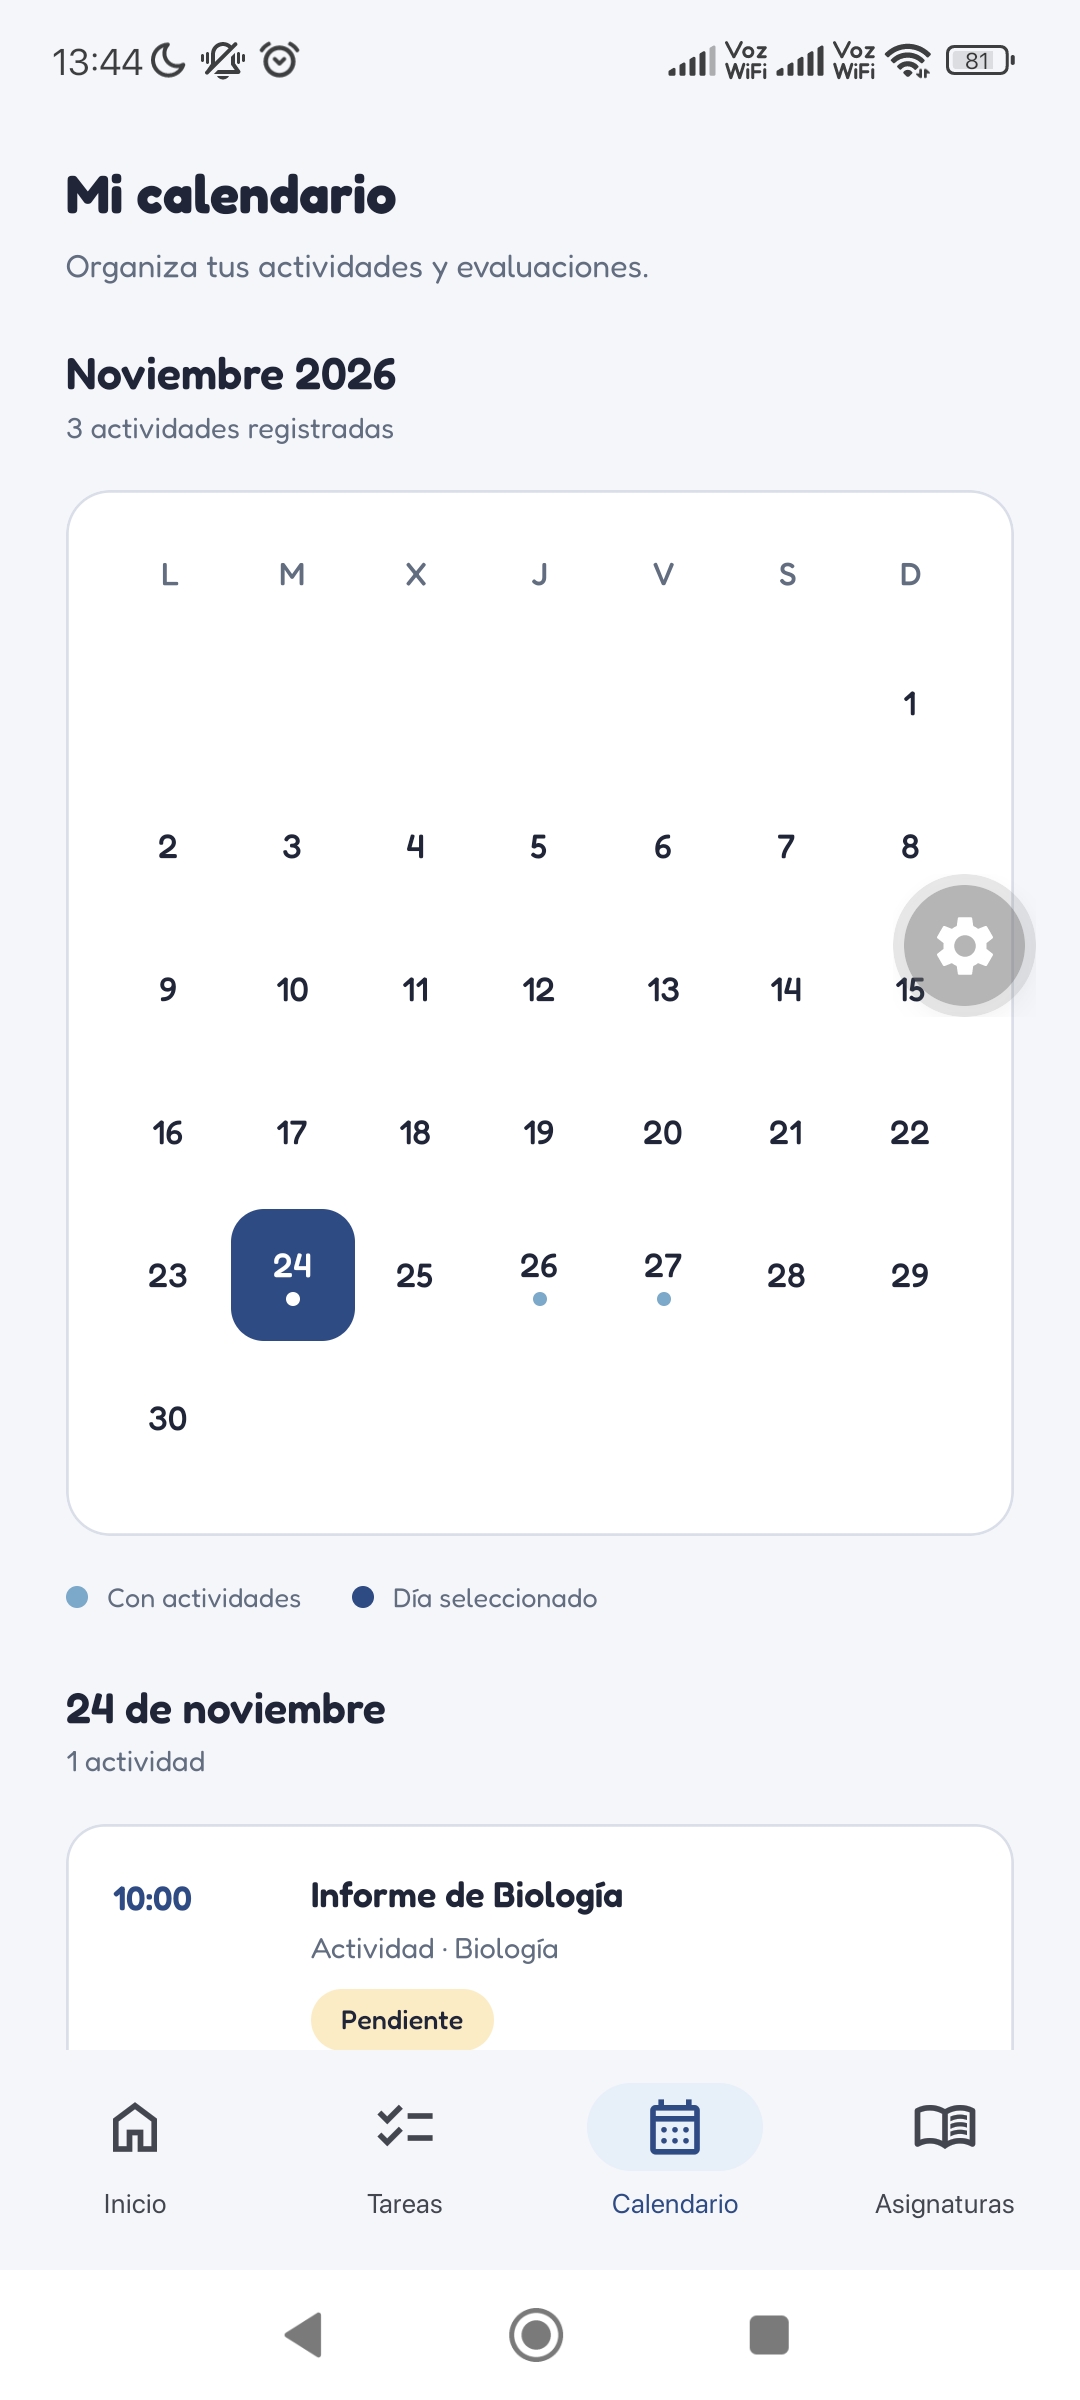 13:44 Voz WiFi Voz WiFi 81
Mi calendario
Organiza tus actividades y evaluaciones.
Noviembre 2026
3 actividades registradas
L M X J V S D
1
2 3 4 5 6 7 8
9 10 11 12 13 14 15
16 17 18 19 20 21 22
23 24 25 26 27 28 29
30
Con actividades Día seleccionado
24 de noviembre
1 actividad
10:00 Informe de Biología
Actividad · Biología
Pendiente
Inicio Tareas Calendario Asignaturas